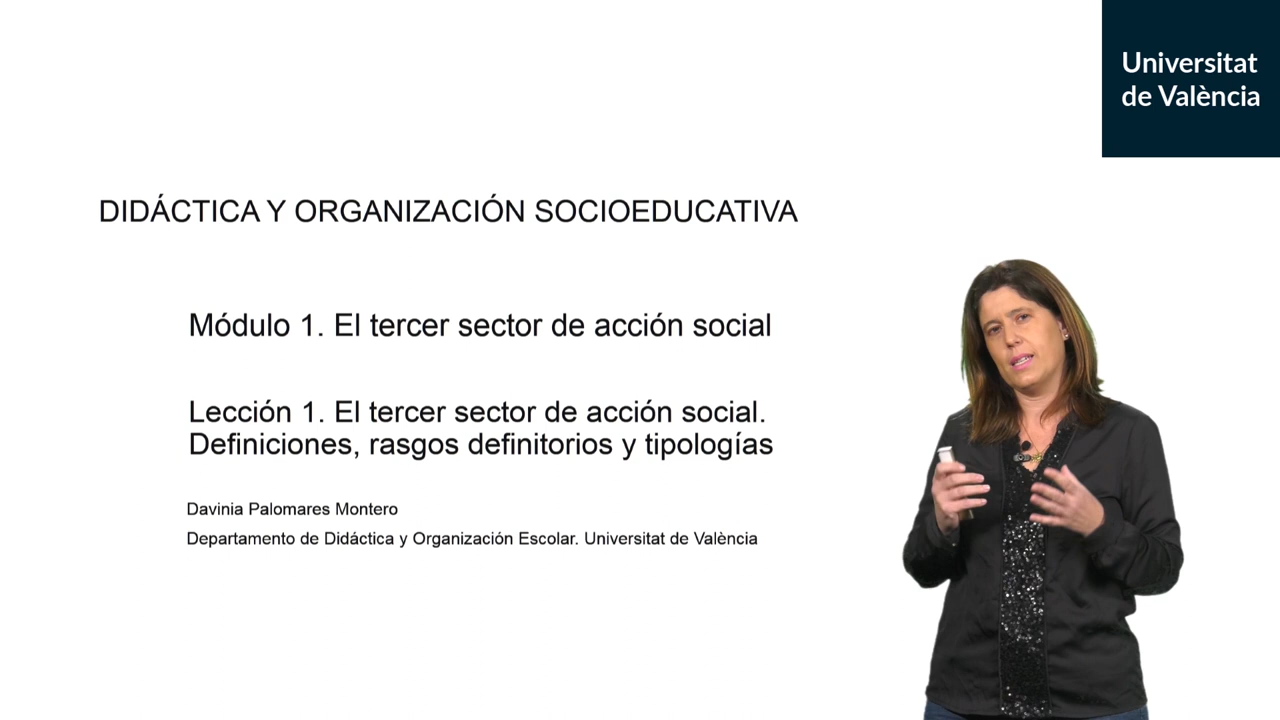 Universitat
de València
DIDÁCTICA Y ORGANIZACIÓN SOCIOEDUCATIVA
Módulo 1. El tercer sector de acción social
Lección 1. El tercer sector de acción social.
Definiciones, rasgos definitorios y tipologías
Davinia Palomares Montero
Departamento de Didáctica y Organización Escolar. Universitat de València